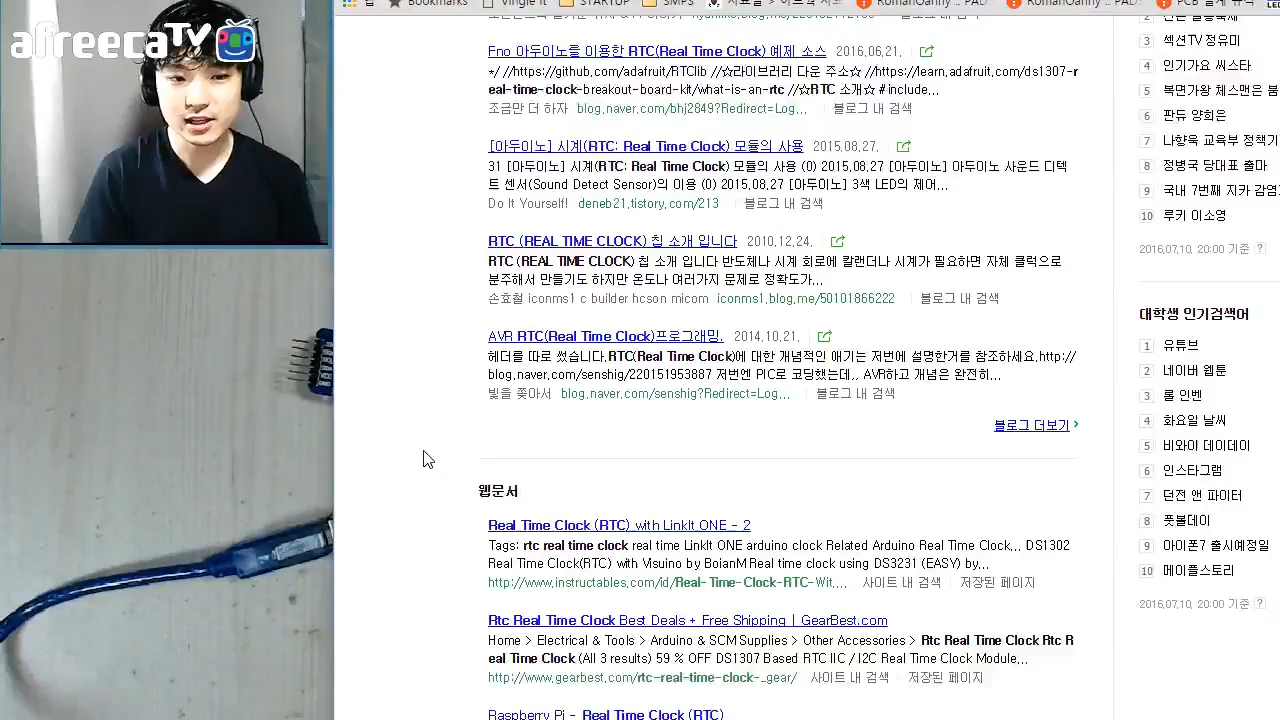 afreecaTV
Bookmarks
Vingle It
STARTUP
SMPS
RomanoAnny :: PAD
RomanoAnny :: PAD
PCB 설계 규칙
Fno 아두이노를 이용한 RTC(Real Time Clock) 예제 소스 2016.06.21.
*/ //https://github.com/adafruit/RTClib //☆라이브러리 다운 주소☆ //https://learn.adafruit.com/ds1307-r
eal-time-clock-breakout-board-kit/what-is-an-rtc //☆RTC 소개☆ #include...
조금만 더 하자 blog.naver.com/bhj2849?Redirect=Log... 블로그 내 검색
[아두이노] 시계(RTC: Real Time Clock) 모듈의 사용 2015.08.27.
31 [아두이노] 시계(RTC: Real Time Clock) 모듈의 사용 (0) 2015.08.27 [아두이노] 아두이노 사운드 디텍
트 센서(Sound Detect Sensor)의 이용 (0) 2015.08.27 [아두이노] 3색 LED의 제어...
Do It Yourself! deneb21.tistory.com/213 블로그 내 검색
RTC (REAL TIME CLOCK) 칩 소개 입니다 2010.12.24.
RTC (REAL TIME CLOCK) 칩 소개 입니다 반도체나 시계 회로에 칼랜더나 시계가 필요하면 자체 클럭으로
분주해서 만들기도 하지만 온도나 여러가지 문제로 정확도가...
손효철 iconms1 c builder hcson micom iconms1.blog.me/50101866222 블로그 내 검색
AVR RTC(Real Time Clock)프로그래밍. 2014.10.21.
헤더를 따로 썼습니다.RTC(Real Time Clock)에 대한 개념적인 얘기는 저번에 설명한거를 참조하세요.http://
blog.naver.com/senshig/220151953887 저번엔 PIC로 코딩했는데.. AVR하고 개념은 완전히...
빛을 쫓아서 blog.naver.com/senshig?Redirect=Log... 블로그 내 검색
블로그 더보기
웹문서
Real Time Clock (RTC) with LinkIt ONE - 2
Tags: rtc real time clock real time LinkIt ONE arduino clock Related Arduino Real Time Clock... DS1302
Real time Clock(RTC) with Visuino by BoianM Real time clock using DS3231 (EASY) by...
http://www.instructables.com/id/Real-Time-Clock-RTC-Wit... 사이트 내 검색 저장된 페이지
Rtc Real Time Clock Best Deals + Free Shipping | GearBest.com
Home > Electrical & Tools > Arduino & SCM Supplies > Other Accessories > Rtc Real Time Clock Rtc R
eal Time Clock (All 3 results) 59 % OFF DS1307 Based RTC IIC / I2C Real Time Clock Module...
http://www.gearbest.com/rtc-real-time-clock-_gear/ 사이트 내 검색 저장된 페이지
Raspberry Pi - Real Time Clock (RTC)
3 섹션TV 정유미
4 인기가요 씨스타
5 복면가왕 체스맨은 붐
6 판듀 양희은
7 나향욱 교육부 정책기
8 정병국 당대표 출마
9 국내 7번째 지카 감염
10 루키 이소영
2016.07.10. 20:00 기준 ?
대학생 인기검색어
1 유튜브
2 네이버 웹툰
3 롤 인벤
4 화요일 날씨
5 비와이 데이데이
6 인스타그램
7 던전 앤 파이터
8 풋볼데이
9 아이폰7 출시예정일
10 메이플스토리
2016.07.10. 20:00 기준 ?